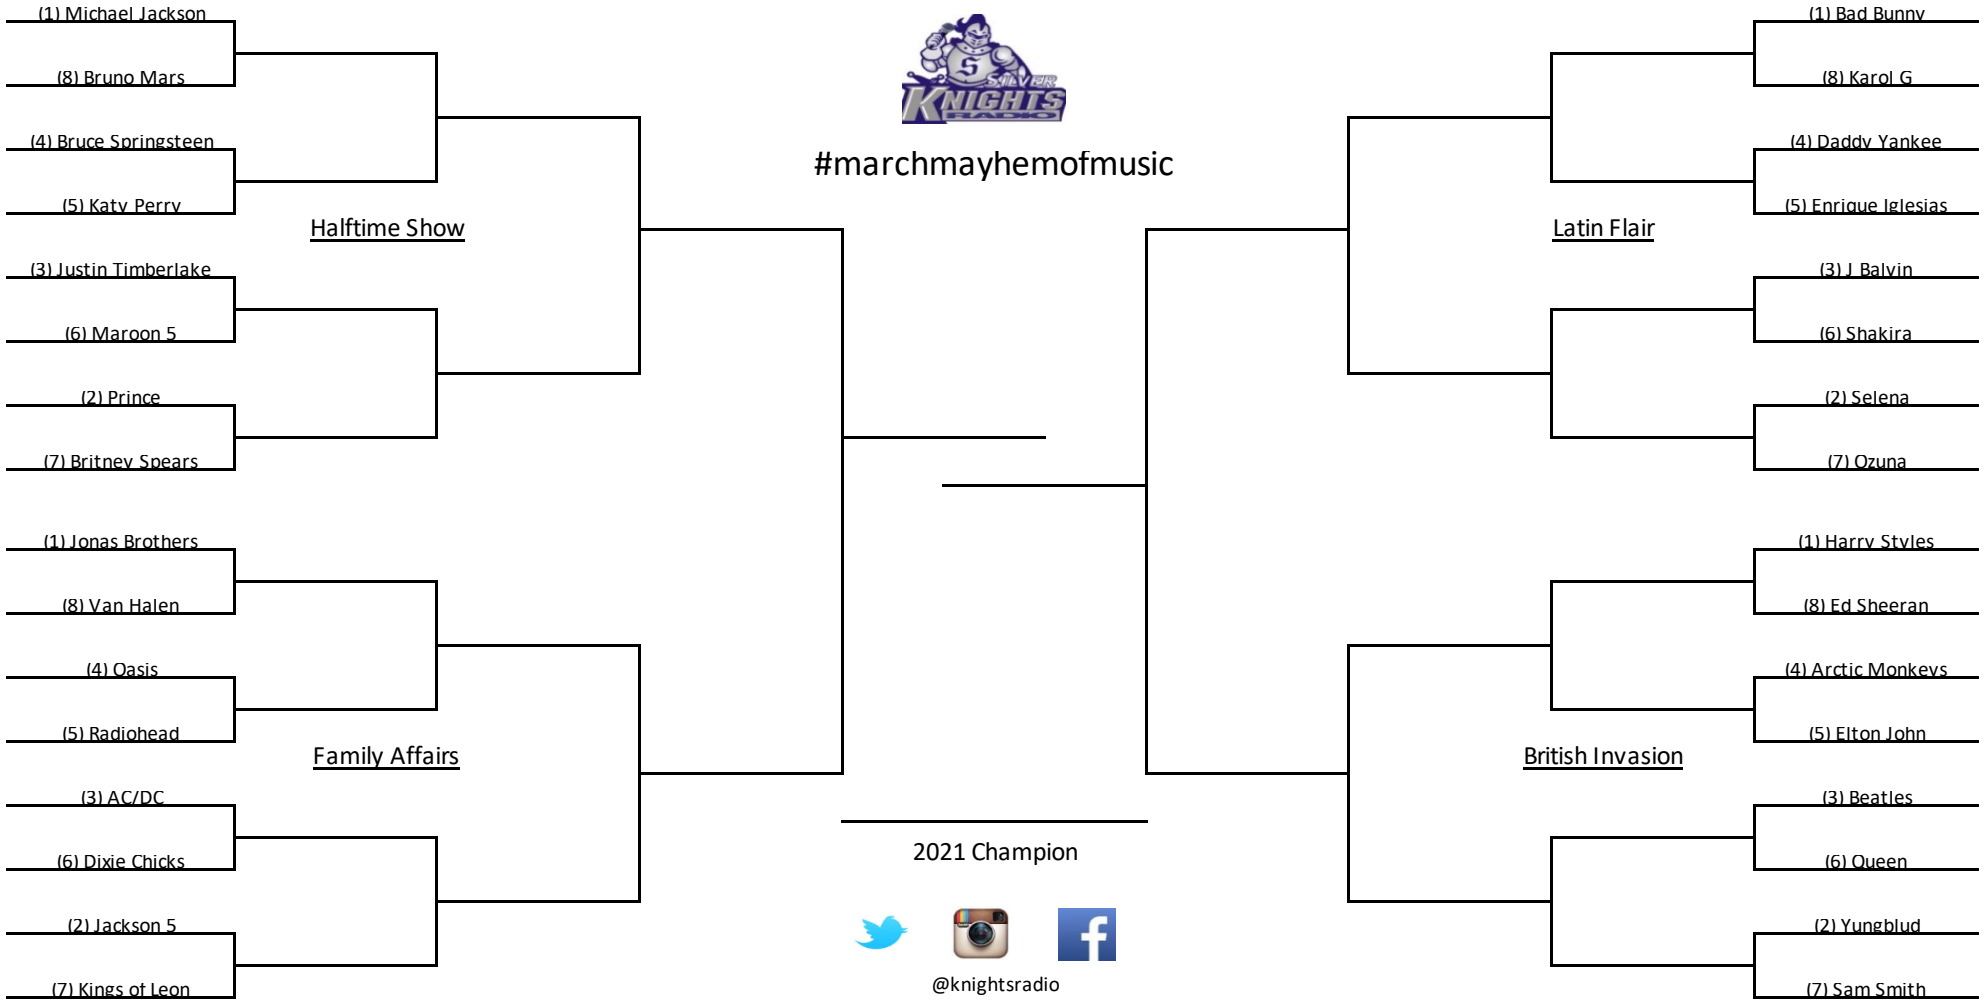 (1) Michael Jackson
(8) Bruno Mars
(4) Bruce Springsteen
(5) Katy Perry
Halftime Show
(3) Justin Timberlake
(6) Maroon 5
(2) Prince
(7) Britney Spears
(1) Jonas Brothers
(8) Van Halen
(4) Oasis
(5) Radiohead
Family Affairs
(3) AC/DC
(6) Dixie Chicks
(2) Jackson 5
(7) Kings of Leon
S
SILVER
KNIGHTS
RADIO
#marchmayhemofmusic
2021 Champion
@knightsradio
(1) Bad Bunny
(8) Karol G
(4) Daddy Yankee
(5) Enrique Iglesias
Latin Flair
(3) J Balvin
(6) Shakira
(2) Selena
(7) Ozuna
(1) Harry Styles
(8) Ed Sheeran
(4) Arctic Monkeys
(5) Elton John
British Invasion
(3) Beatles
(6) Queen
(2) Yungblud
(7) Sam Smith